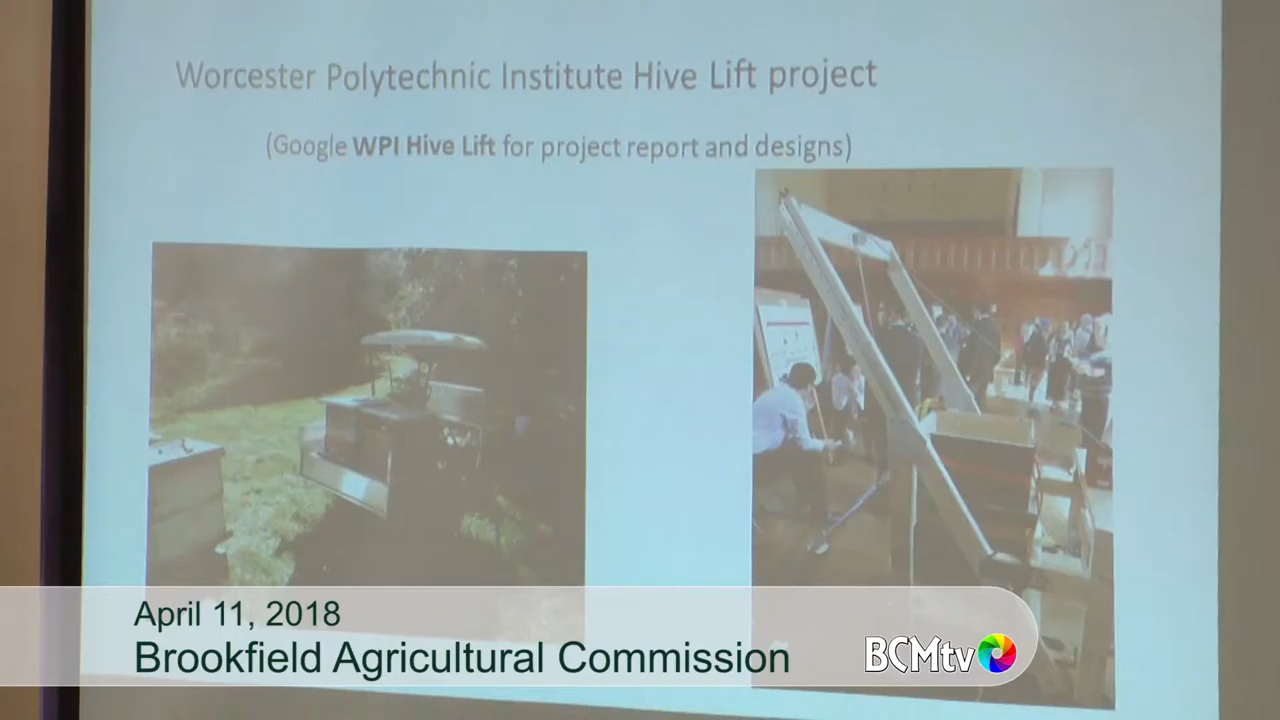 Worcester Polytechnic Institute Hive Lift project
(Google WPI Hive Lift for project report and designs)
April 11, 2018
Brookfield Agricultural Commission
BCMtv